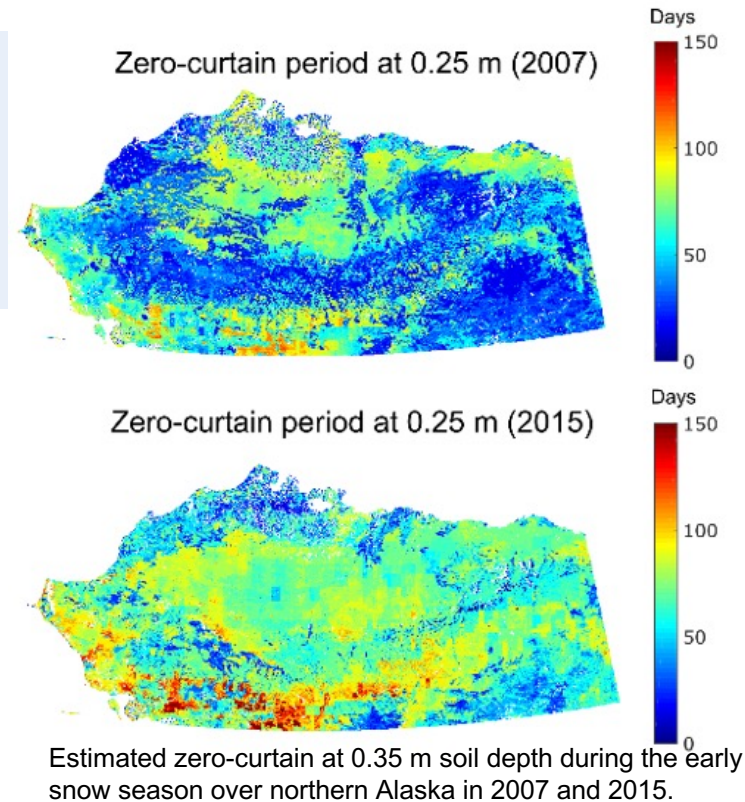 Days
Zero-curtain period at 0.25 m (2007)
150
100
50
0
Days
Zero-curtain period at 0.25 m (2015)
150
100
50
0
Estimated zero-curtain at 0.35 m soil depth during the early
snow season over northern Alaska in 2007 and 2015.